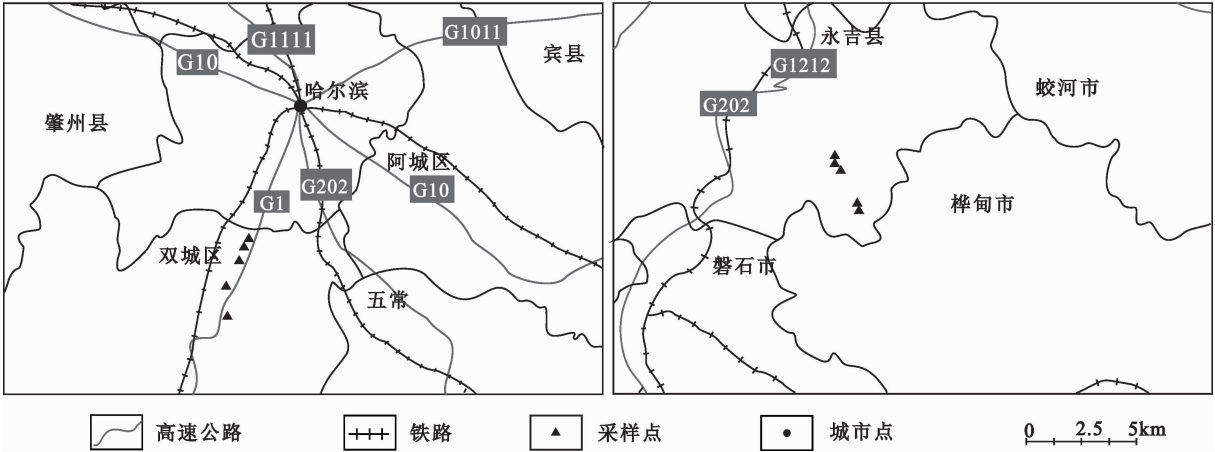 G1111
G1011
宾县
G10
哈尔滨
肇州县
阿城区
G202
G10
G1
双城区
五常
永吉县
G1212
G202
蛟河市
桦甸市
磐石市
高速公路
铁路
采样点
城市点
0 2.5 5km